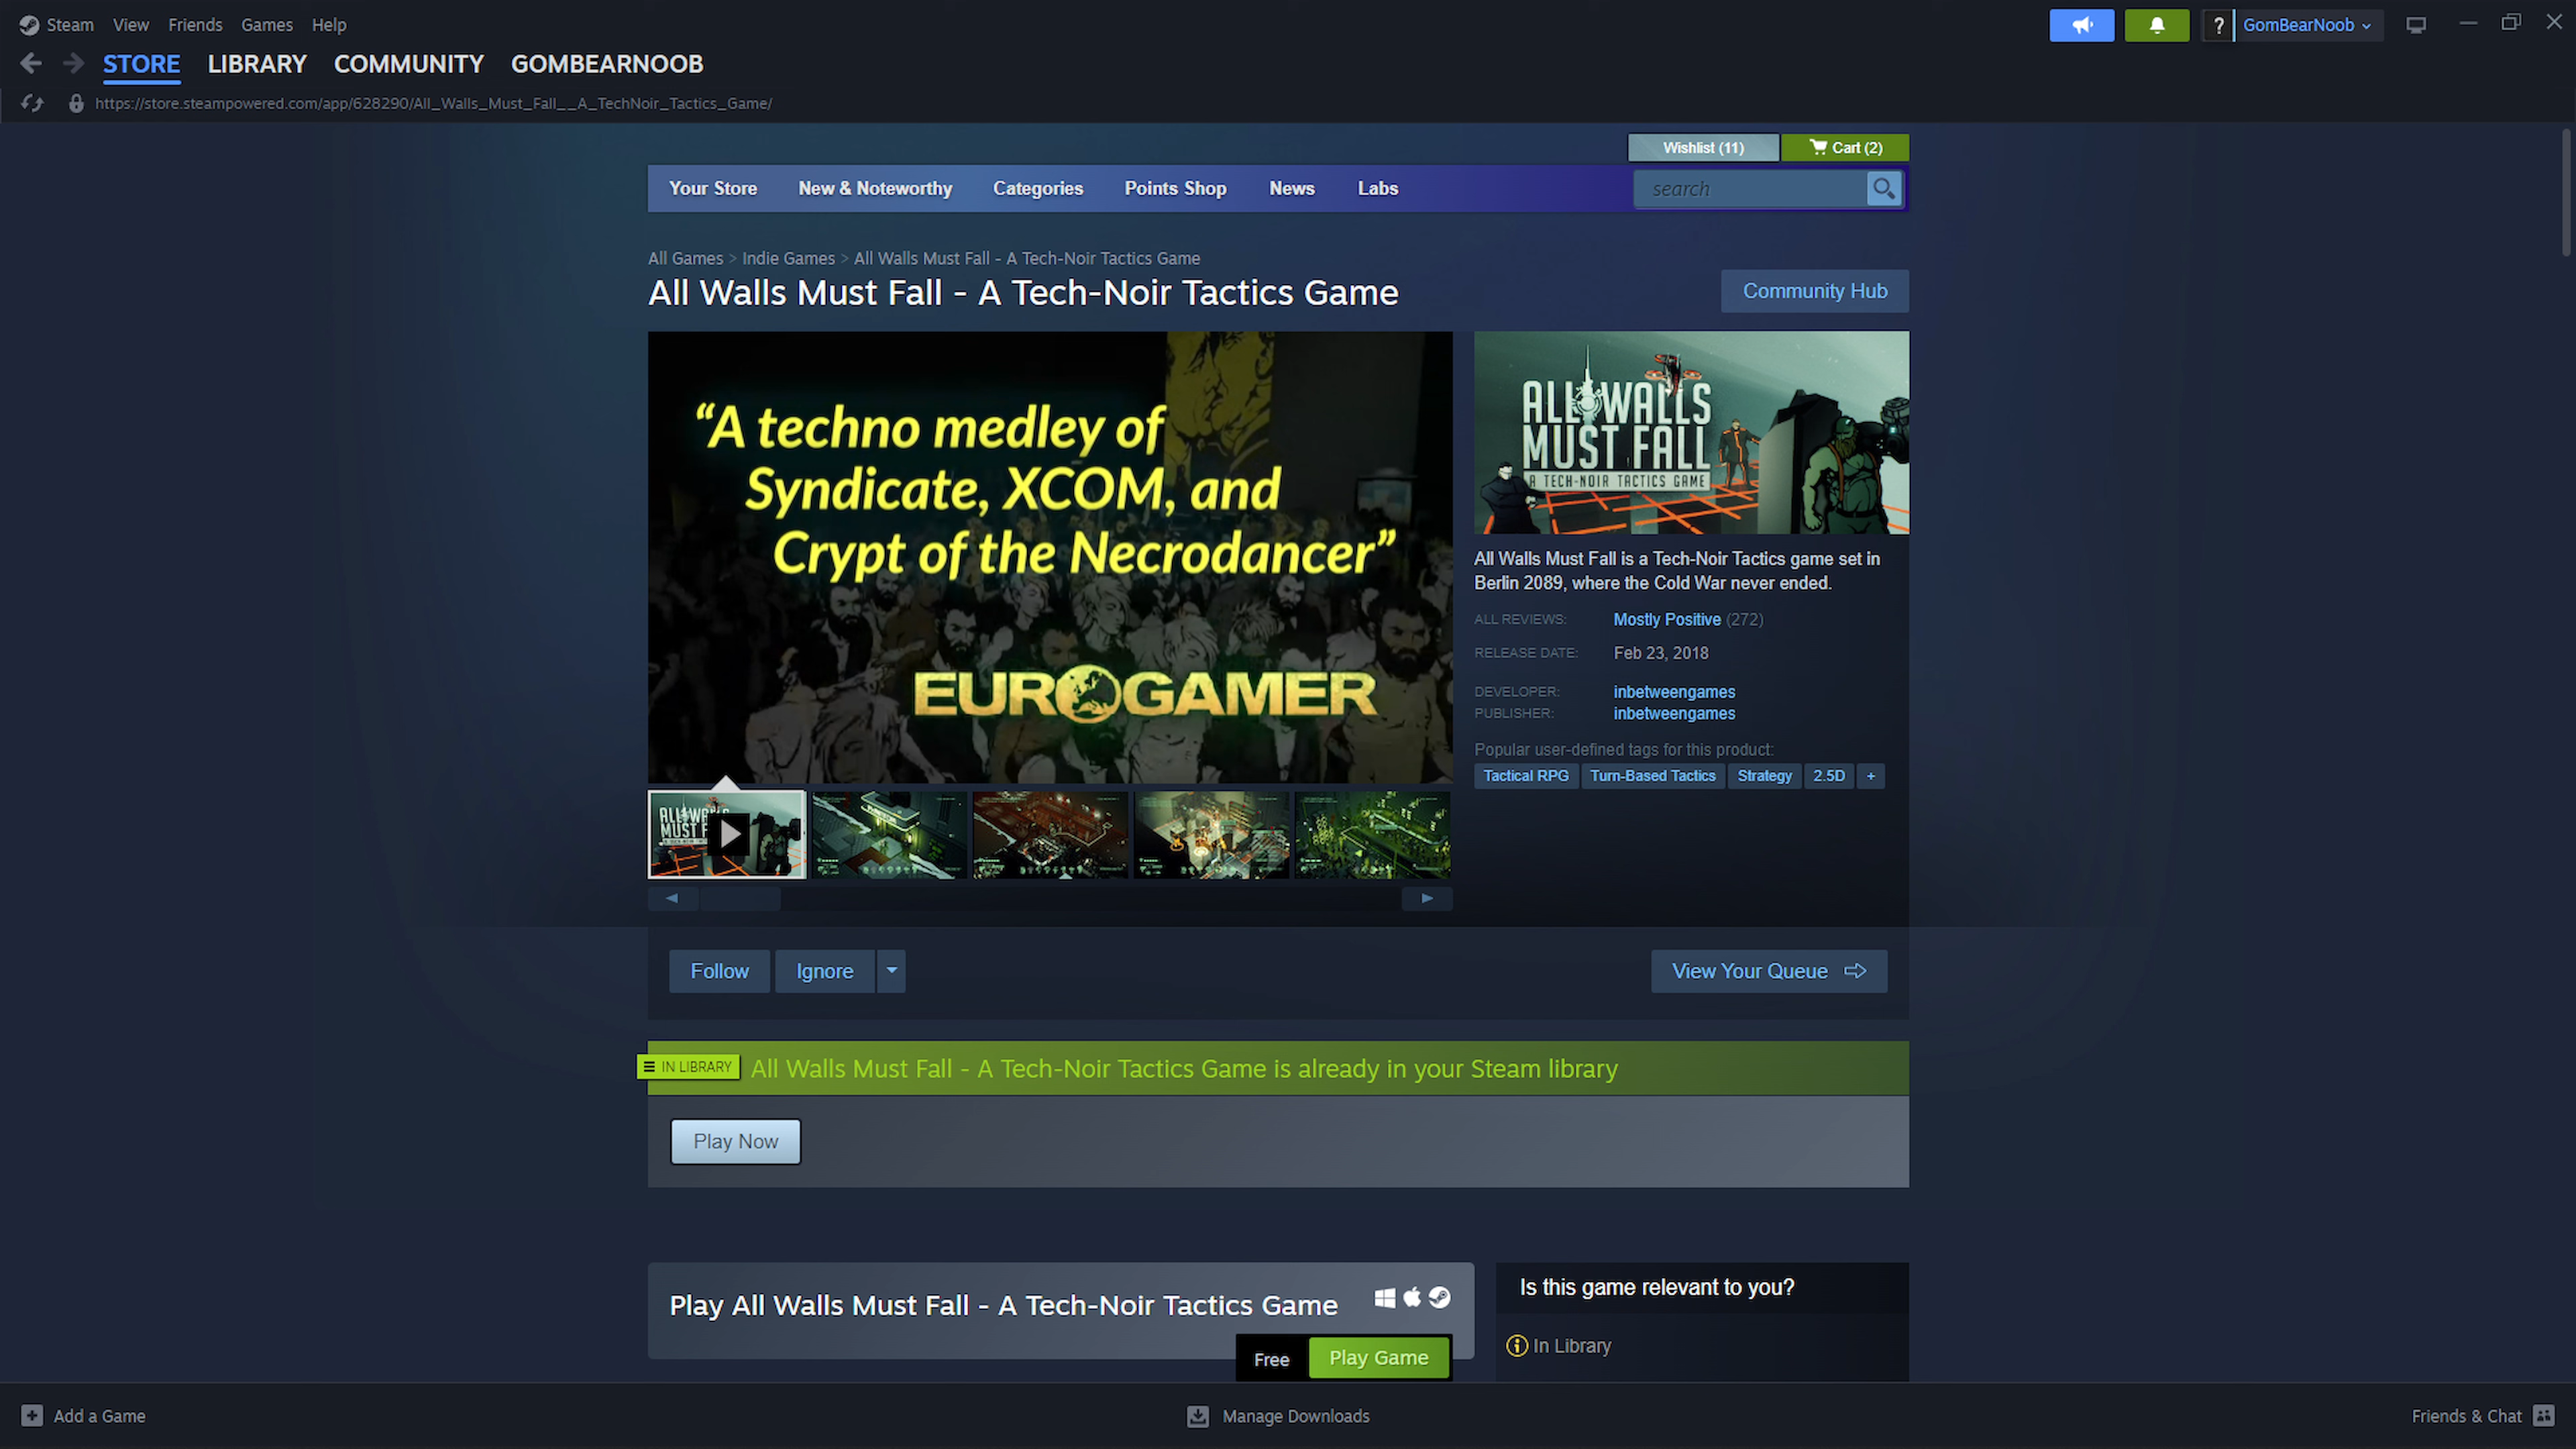 Steam View Friends Games Help
? GomBearNoob
STORE LIBRARY COMMUNITY GOMBEARNOOB
https://store.steampowered.com/app/628290/All_Walls_Must_Fall__A_TechNoir_Tactics_Game/
Wishlist (11) Cart (2)
Your Store New & Noteworthy Categories Points Shop News Labs search
All Games > Indie Games > All Walls Must Fall - A Tech-Noir Tactics Game
All Walls Must Fall - A Tech-Noir Tactics Game
Community Hub
“A techno medley of
Syndicate, XCOM, and
Crypt of the Necrodancer”
EUROGAMER
ALL WALLS
MUST FALL
A TECH-NOIR TACTICS GAME
All Walls Must Fall is a Tech-Noir Tactics game set in
Berlin 2089, where the Cold War never ended.
ALL REVIEWS: Mostly Positive (272)
RELEASE DATE: Feb 23, 2018
DEVELOPER: inbetweengames
PUBLISHER: inbetweengames
Popular user-defined tags for this product:
Tactical RPG Turn-Based Tactics Strategy 2.5D +
Follow Ignore
View Your Queue
IN LIBRARY All Walls Must Fall - A Tech-Noir Tactics Game is already in your Steam library
Play Now
Play All Walls Must Fall - A Tech-Noir Tactics Game
Free Play Game
Is this game relevant to you?
In Library
Add a Game Manage Downloads Friends & Chat